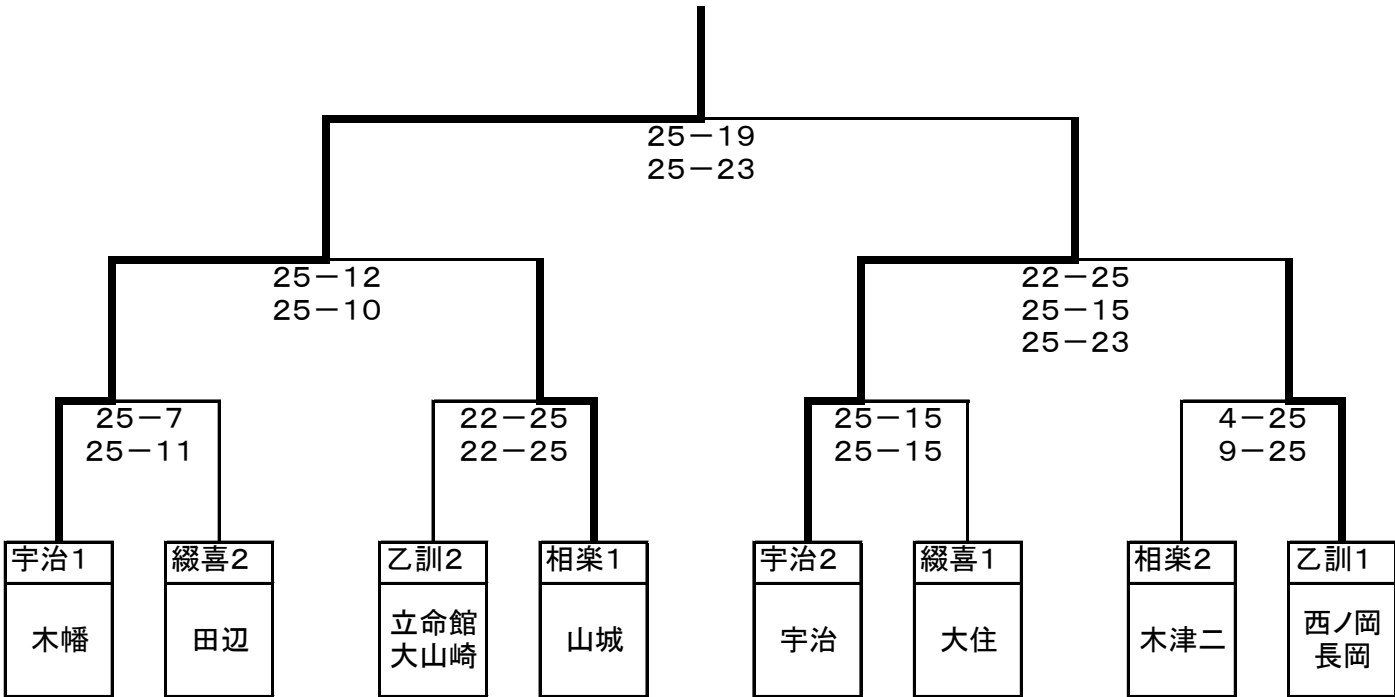 25－19
25－23
25－12
25－10
22－25
25－15
25－23
25－7
25－11
22－25
22－25
25－15
25－15
4－25
9－25
宇治1
綴喜2
乙訓2
相楽1
宇治2
綴喜1
相楽2
乙訓1
木幡
田辺
立命館
大山崎
山城
宇治
大住
木津二
西ノ岡
長岡